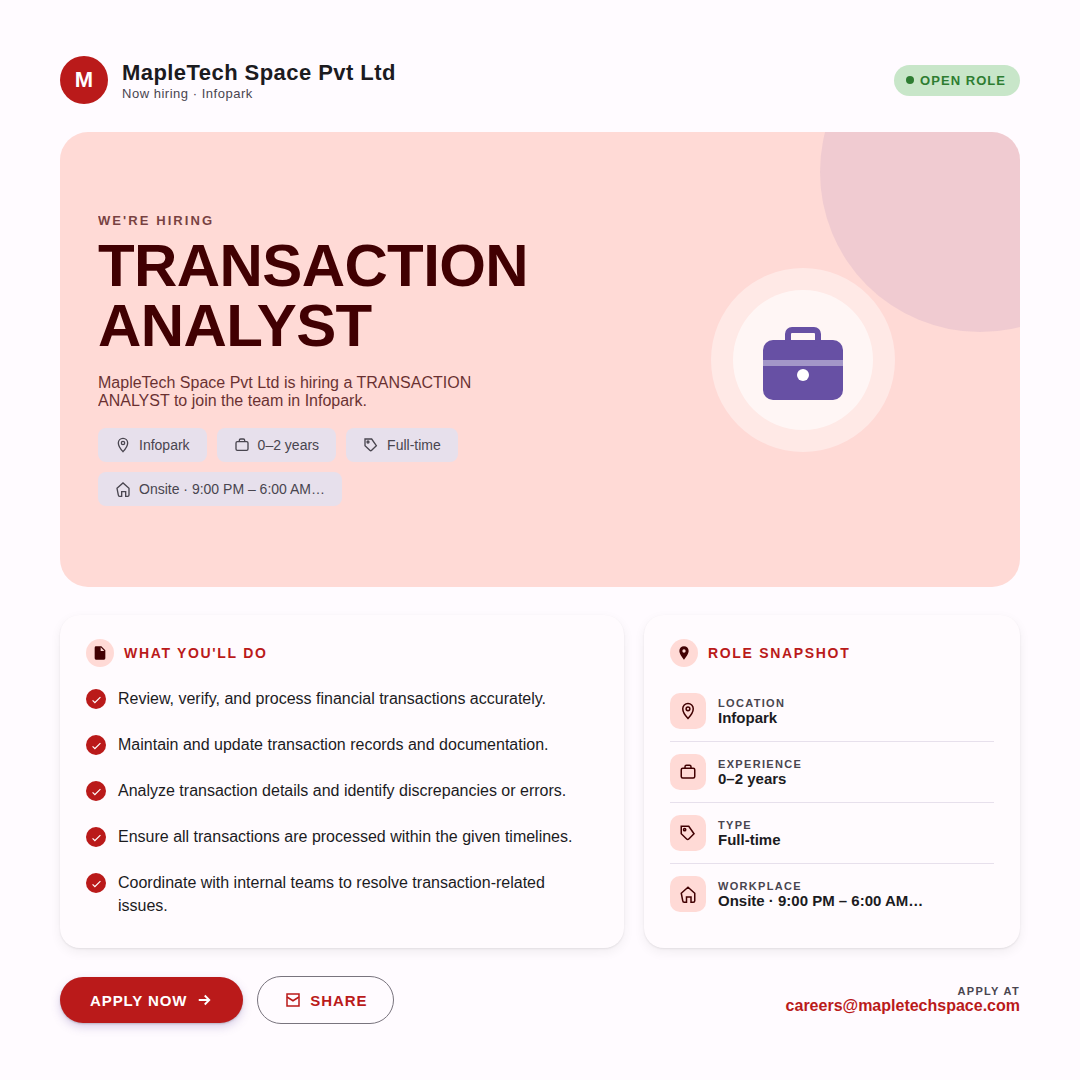 M
MapleTech Space Pvt Ltd
Now hiring · Infopark
OPEN ROLE
WE'RE HIRING
TRANSACTION
ANALYST
MapleTech Space Pvt Ltd is hiring a TRANSACTION
ANALYST to join the team in Infopark.
Infopark
0–2 years
Full-time
Onsite · 9:00 PM – 6:00 AM…
WHAT YOU'LL DO
Review, verify, and process financial transactions accurately.
Maintain and update transaction records and documentation.
Analyze transaction details and identify discrepancies or errors.
Ensure all transactions are processed within the given timelines.
Coordinate with internal teams to resolve transaction-related
issues.
ROLE SNAPSHOT
LOCATION
Infopark
EXPERIENCE
0–2 years
TYPE
Full-time
WORKPLACE
Onsite · 9:00 PM – 6:00 AM…
APPLY NOW
SHARE
APPLY AT
careers@mapletechspace.com